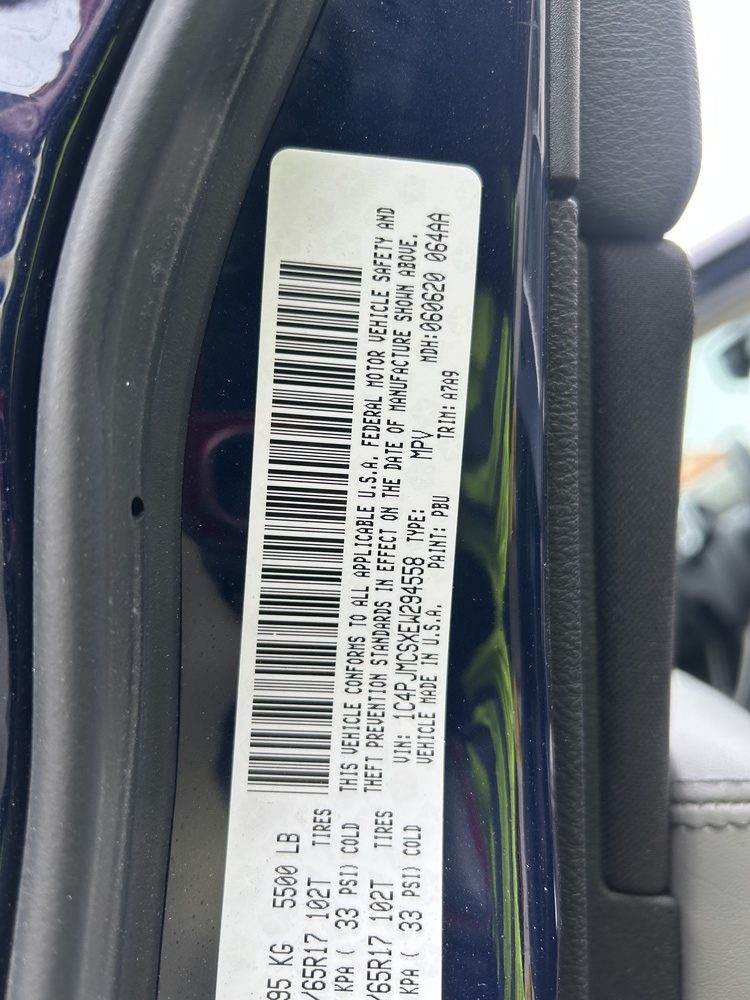 95 KG 5500 LB
/65R17 102T TIRES
KPA ( 33 PSI) COLD
/65R17 102T TIRES
KPA ( 33 PSI) COLD
THIS VEHICLE CONFORMS TO ALL APPLICABLE U.S.A. FEDERAL MOTOR VEHICLE SAFETY AND
THEFT PREVENTION STANDARDS IN EFFECT ON THE DATE OF MANUFACTURE SHOWN ABOVE.
VIN: 1C4PJMCSXEW294558 TYPE: MPV MDH:060620 064AA
VEHICLE MADE IN U.S.A. PAINT: PBU TRIM: A7A9